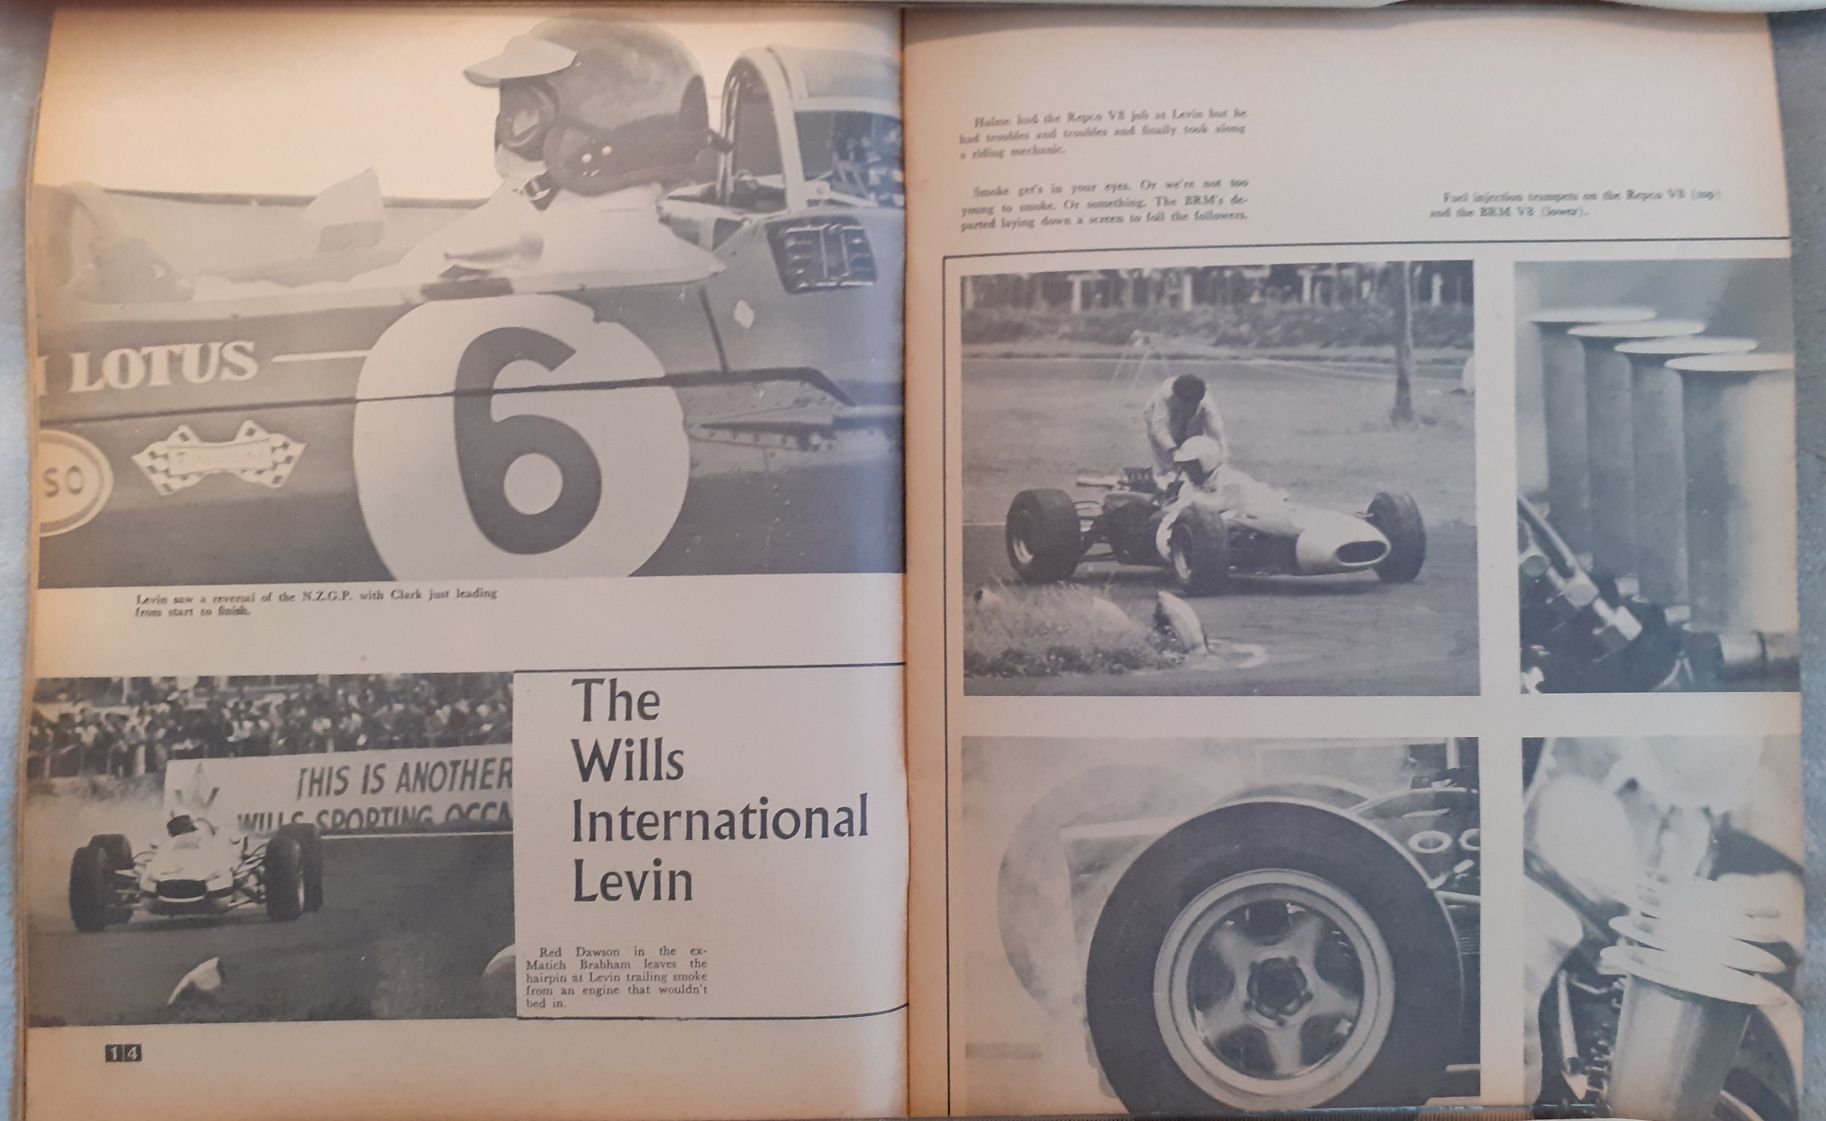 LOTUS
6
SO
Levin saw a reversal of the N.Z.G.P. with Clark just leading
from start to finish.
THIS IS ANOTHER
WILLS SPORTING OCCA
The
Wills
International
Levin
Red Dawson in the ex-
Matich Brabham leaves the
hairpin at Levin trailing smoke
from an engine that wouldn't
bed in.
14
Hulme had the Repco V8 job at Levin but he
had troubles and troubles and finally took along
a riding mechanic.
Smoke get's in your eyes. Or we're not too
young to smoke. Or something. The BRM's de-
parted laying down a screen to foil the followers.
Fuel injection trumpets on the Repco V8 (top)
and the BRM V8 (lower).